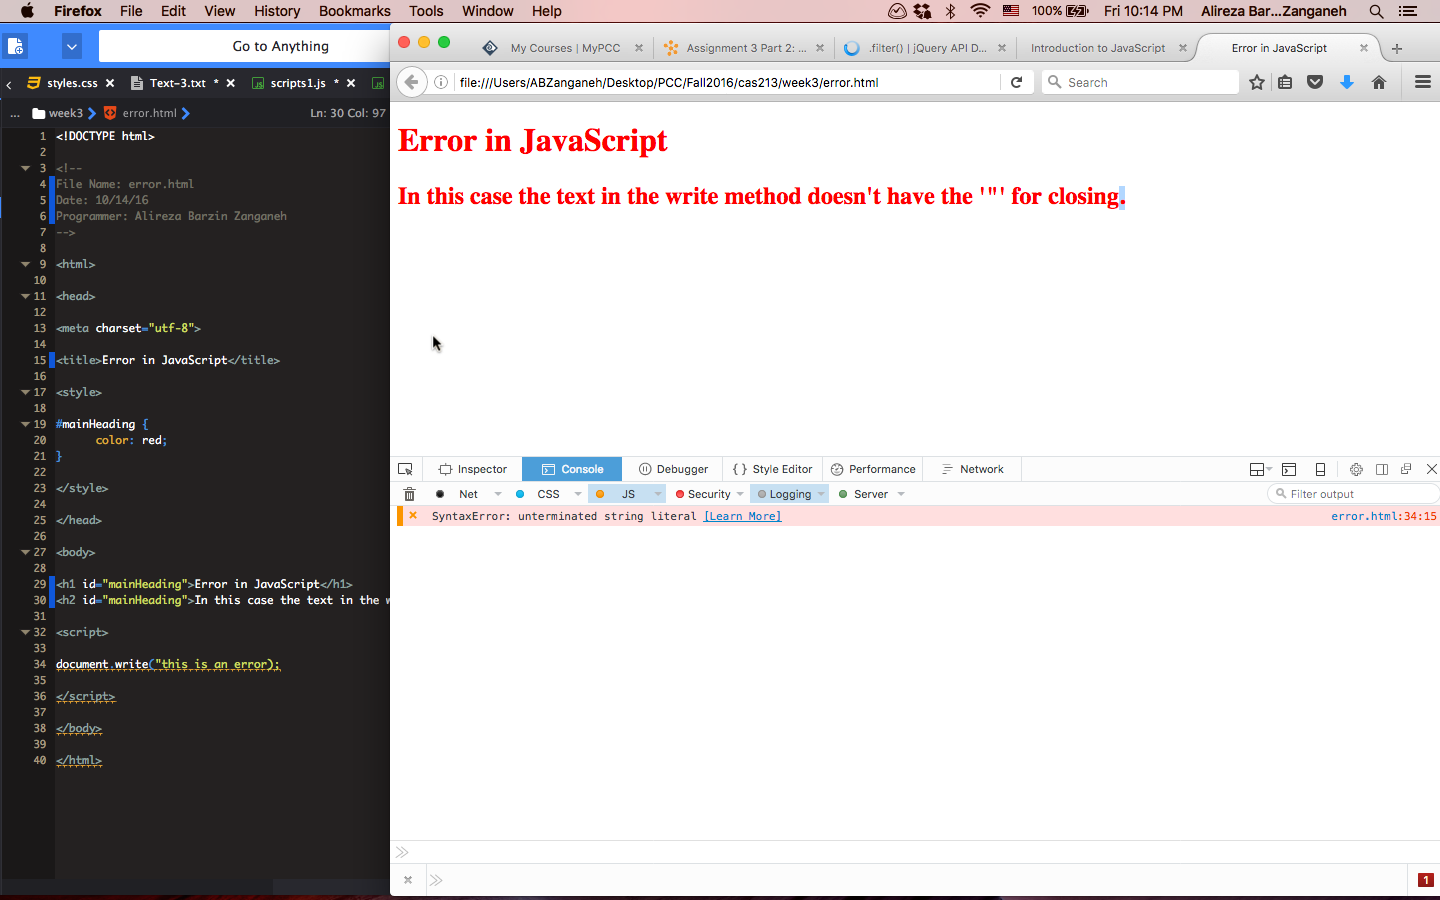 Firefox File Edit View History Bookmarks Tools Window Help 100% Fri 10:14 PM Alireza Bar...Zanganeh
Go to Anything
styles.css Text-3.txt * scripts1.js *
... week3 error.html Ln: 30 Col: 97
1 <!DOCTYPE html>
2
3 <!--
4 File Name: error.html
5 Date: 10/14/16
6 Programmer: Alireza Barzin Zanganeh
7 -->
8
9 <html>
10
11 <head>
12
13 <meta charset="utf-8">
14
15 <title>Error in JavaScript</title>
16
17 <style>
18
19 #mainHeading {
20 color: red;
21 }
22
23 </style>
24
25 </head>
26
27 <body>
28
29 <h1 id="mainHeading">Error in JavaScript</h1>
30 <h2 id="mainHeading">In this case the text in the w
31
32 <script>
33
34 document.write("this is an error);
35
36 </script>
37
38 </body>
39
40 </html>
My Courses | MyPCC Assignment 3 Part 2: ... .filter() | jQuery API D... Introduction to JavaScript Error in JavaScript
file:///Users/ABZanganeh/Desktop/PCC/Fall2016/cas213/week3/error.html Search
Error in JavaScript
In this case the text in the write method doesn't have the '"' for closing.
Inspector Console Debugger Style Editor Performance Network
Net CSS JS Security Logging Server Filter output
SyntaxError: unterminated string literal [Learn More] error.html:34:15
1